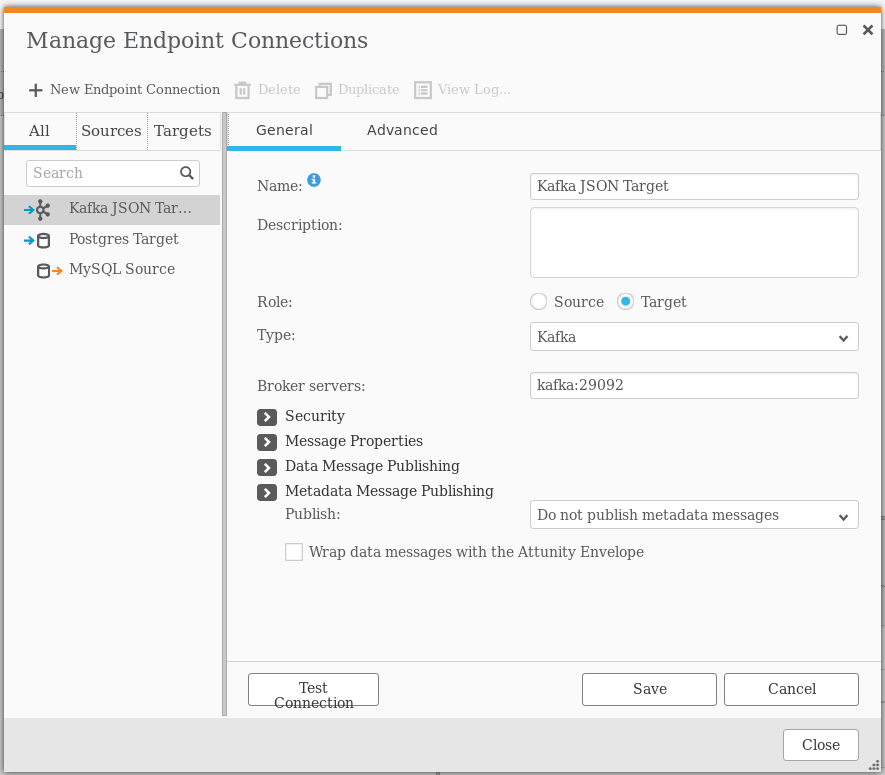 Manage Endpoint Connections
New Endpoint Connection Delete Duplicate View Log...
All Sources Targets
General Advanced
Search
Kafka JSON Tar...
Postgres Target
MySQL Source
Name:
Kafka JSON Target
Description:
Role:
Source Target
Type:
Kafka
Broker servers:
kafka:29092
Security
Message Properties
Data Message Publishing
Metadata Message Publishing
Publish:
Do not publish metadata messages
Wrap data messages with the Attunity Envelope
Test
Connection
Save
Cancel
Close